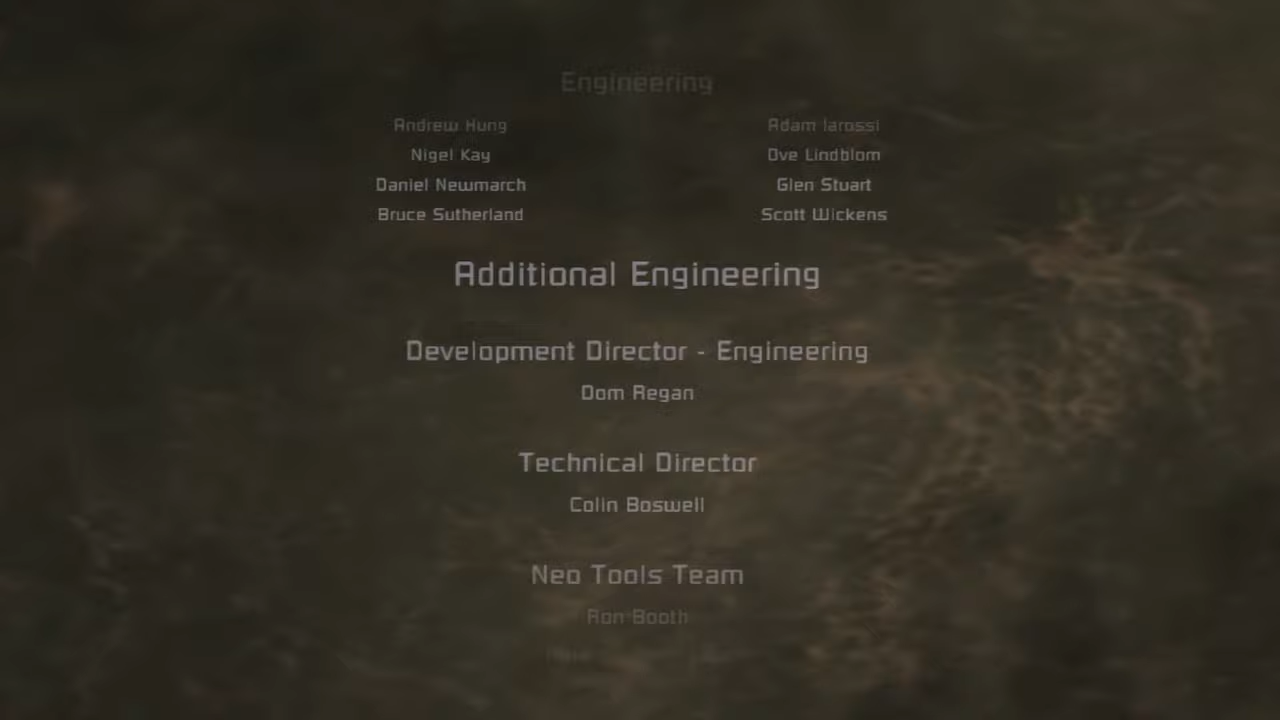 Engineering
Andrew Hung Adam Iarossi
Nigel Kay Ove Lindblom
Daniel Newmarch Glen Stuart
Bruce Sutherland Scott Wickens
Additional Engineering
Development Director - Engineering
Dom Regan
Technical Director
Colin Boswell
Neo Tools Team
Ron Booth